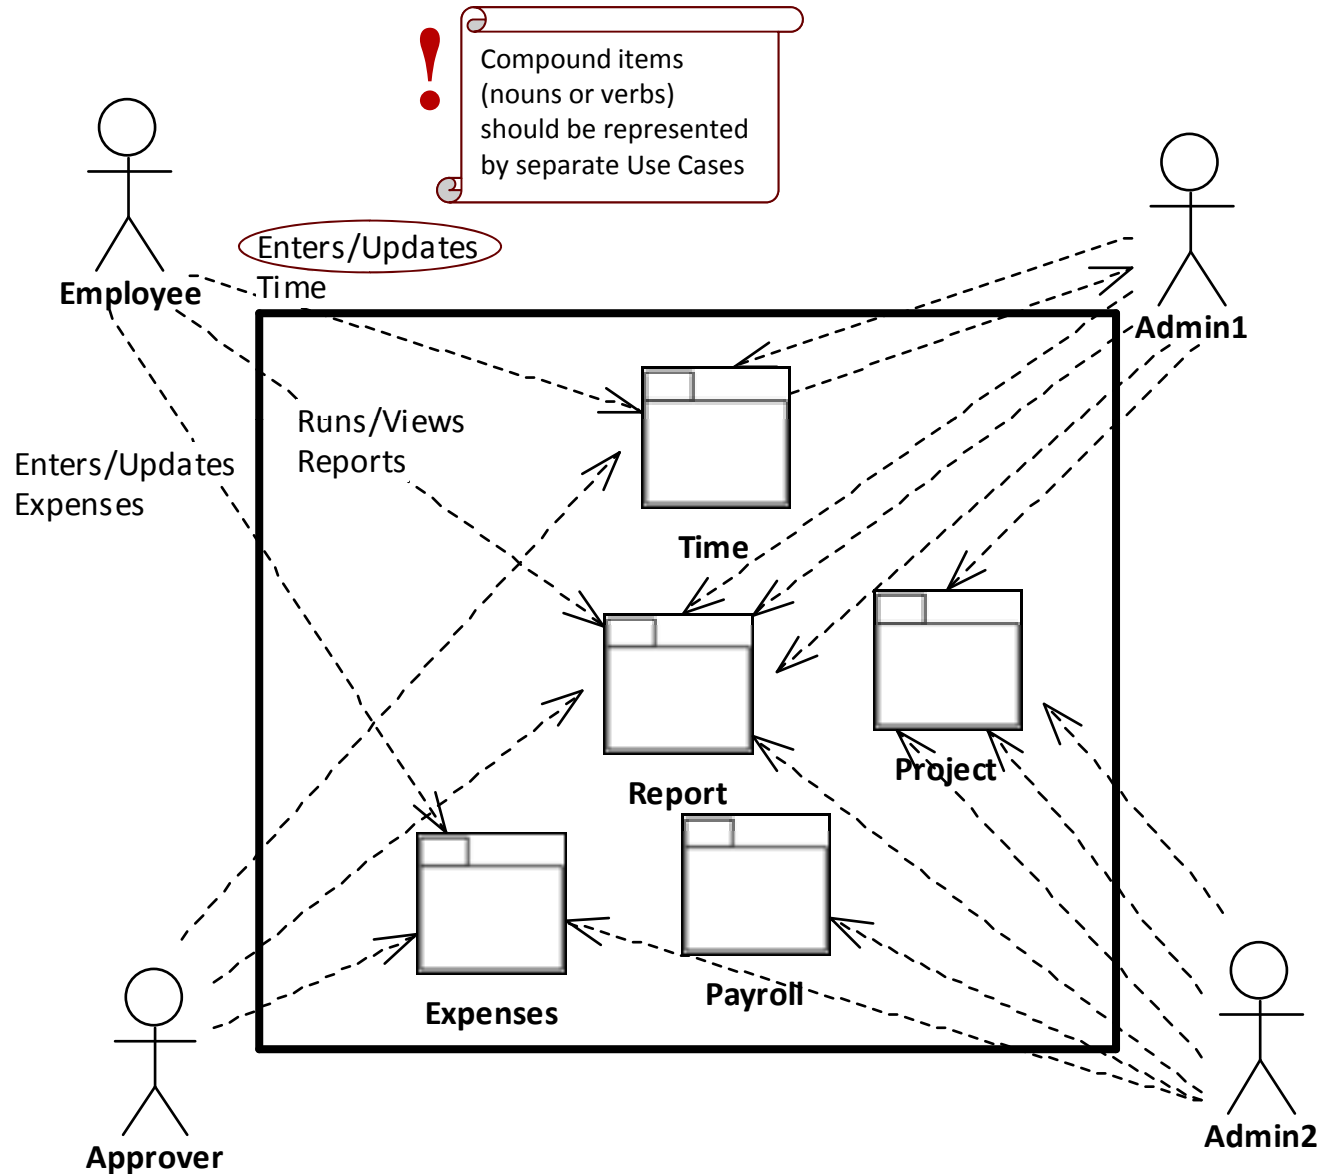 !
Compound items
(nouns or verbs)
should be represented
by separate Use Cases
Enters/Updates
Time
Employee
Admin1
Runs/Views
Reports
Enters/Updates
Expenses
Time
Project
Report
Payroll
Expenses
Approver
Admin2